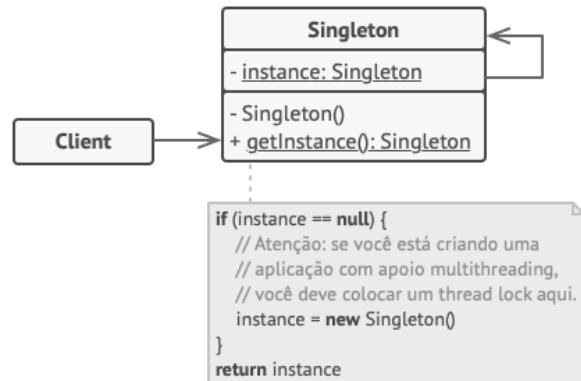 Singleton
- instance: Singleton
- Singleton()
+ getInstance(): Singleton
Client
if (instance == null) {
// Atenção: se você está criando uma
// aplicação com apoio multithreading,
// você deve colocar um thread lock aqui.
instance = new Singleton()
}
return instance